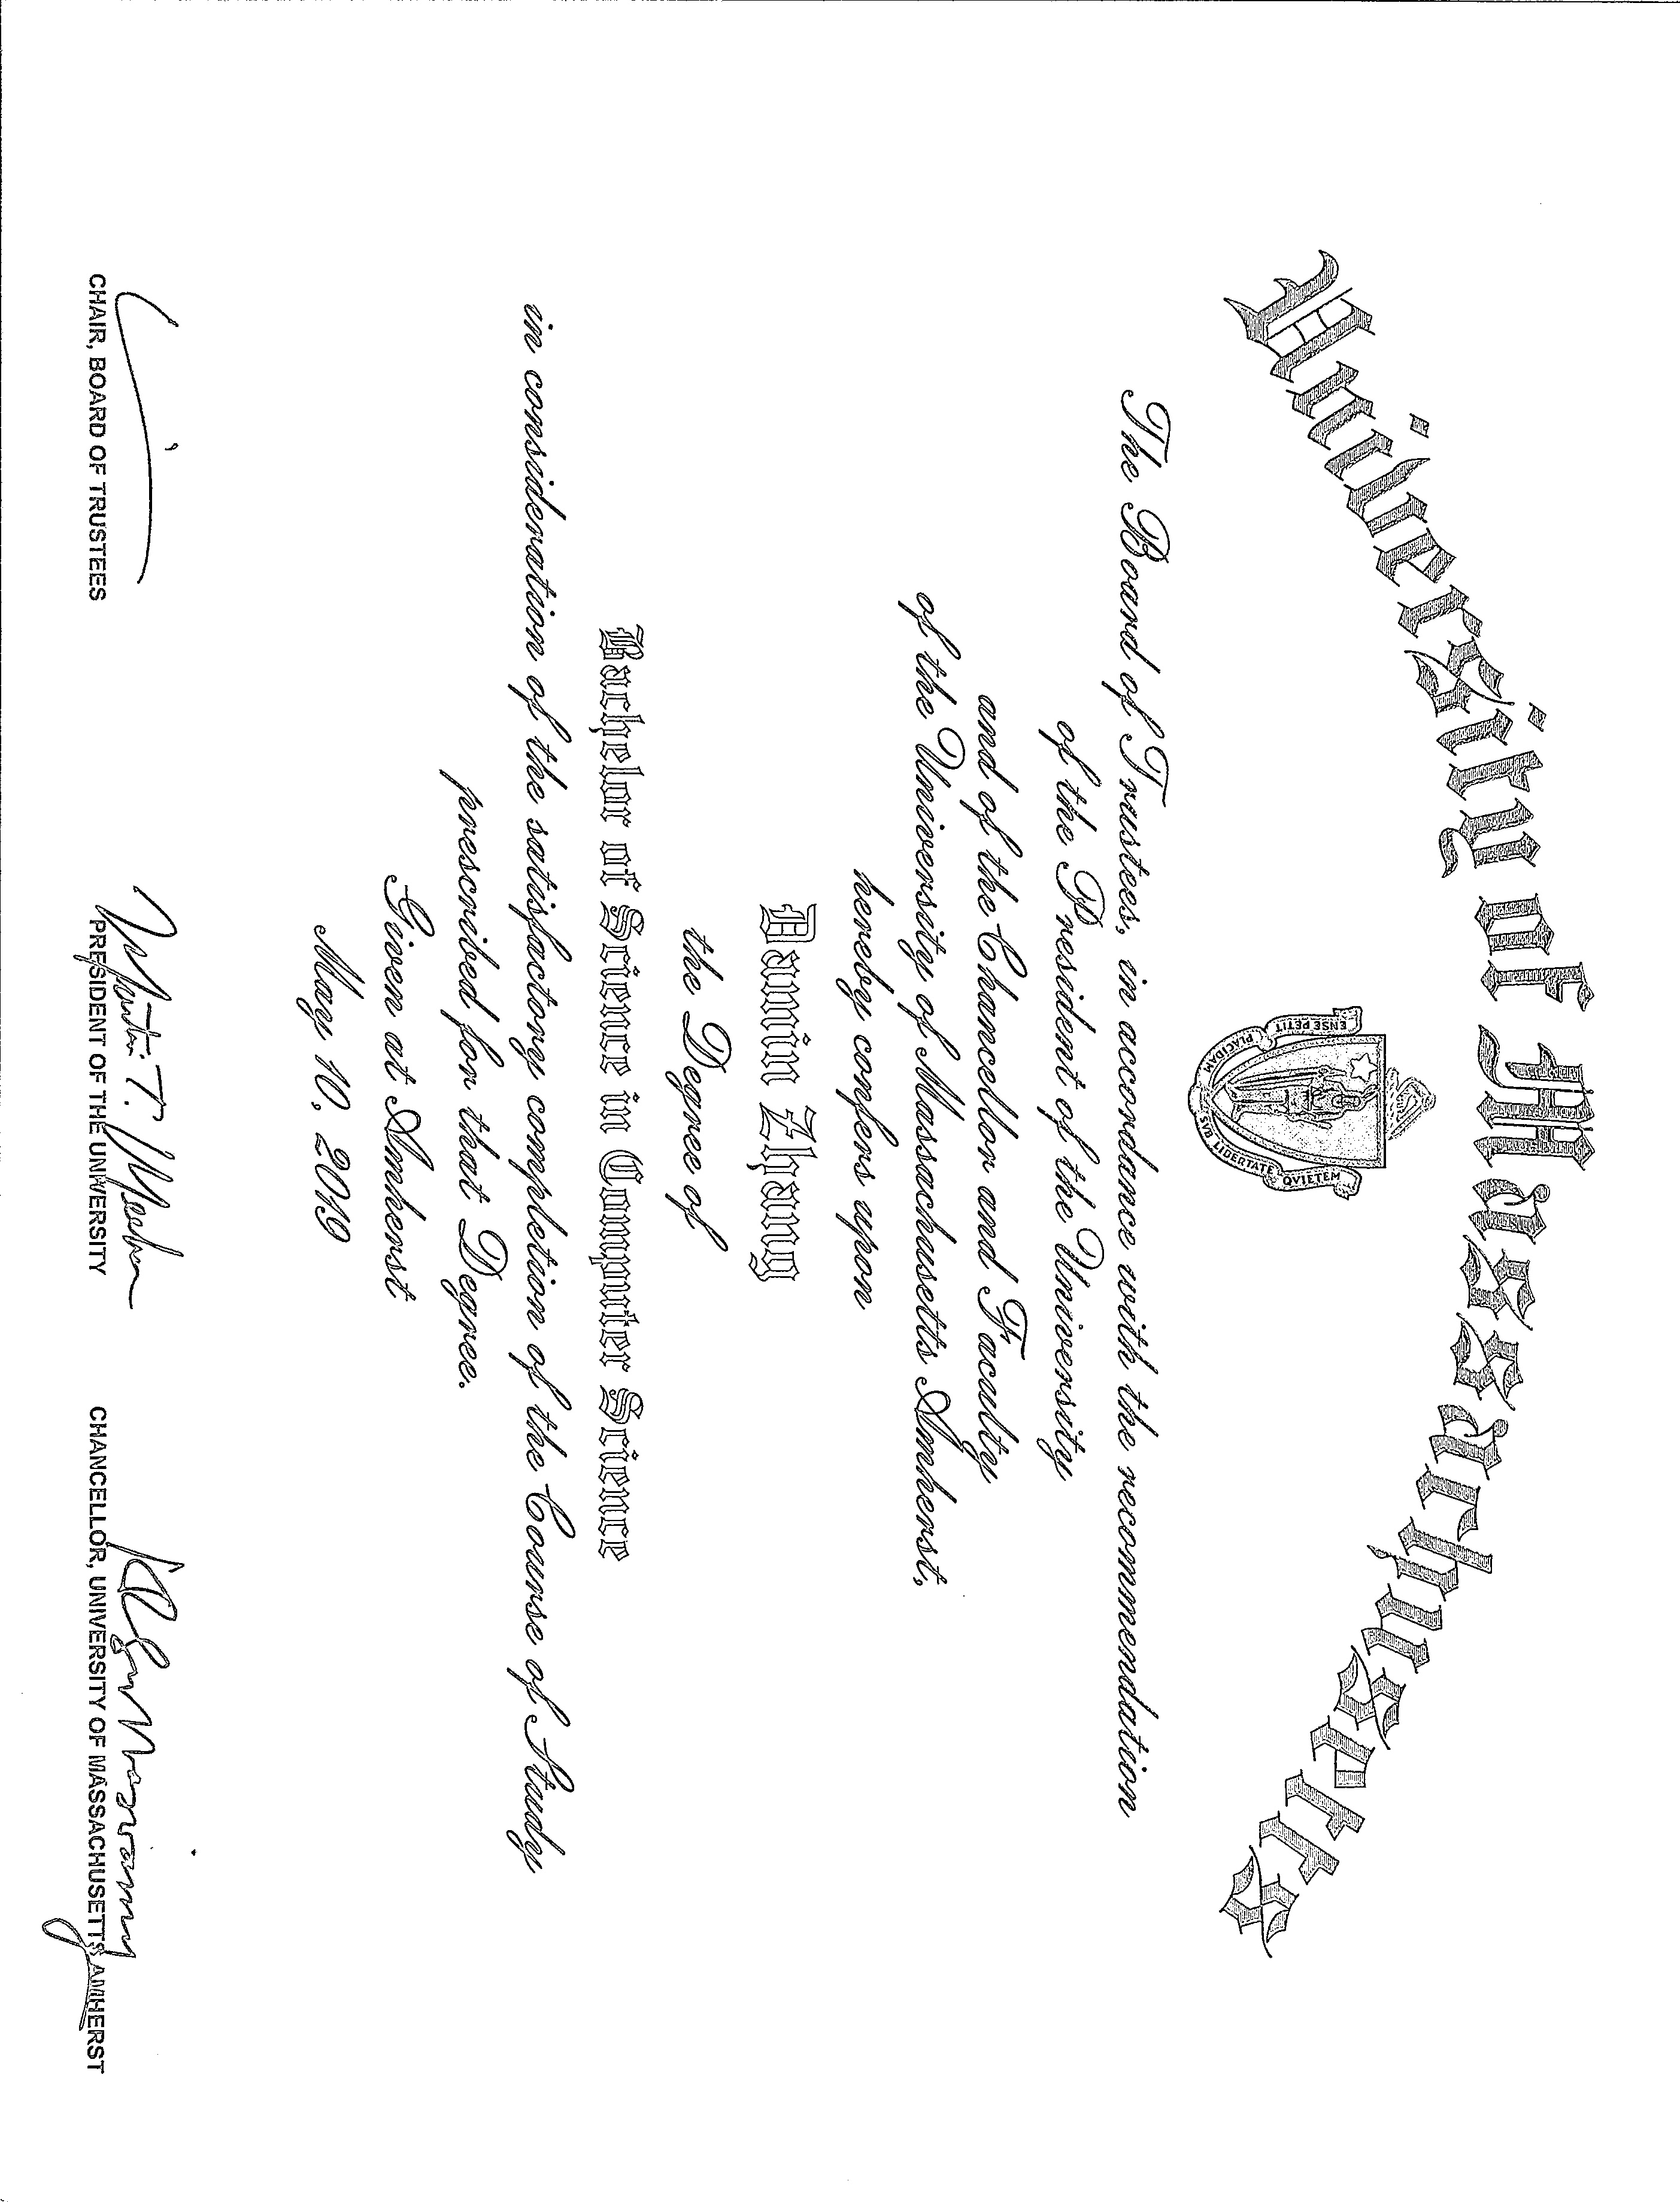 University of Massachusetts
ENSE PETIT PLACIDAM SVB LIBERTATE QVIETEM
The Board of Trustees, in accordance with the recommendation
of the President of the University
and of the Chancellor and Faculty
of the University of Massachusetts Amherst,
hereby confers upon
Danin Zhang
the Degree of
Bachelor of Science in Computer Science
in consideration of the satisfactory completion of the Course of Study
prescribed for that Degree.
Given at Amherst
May 10, 2019
CHAIR, BOARD OF TRUSTEES
PRESIDENT OF THE UNIVERSITY
CHANCELLOR, UNIVERSITY OF MASSACHUSETTS AMHERST